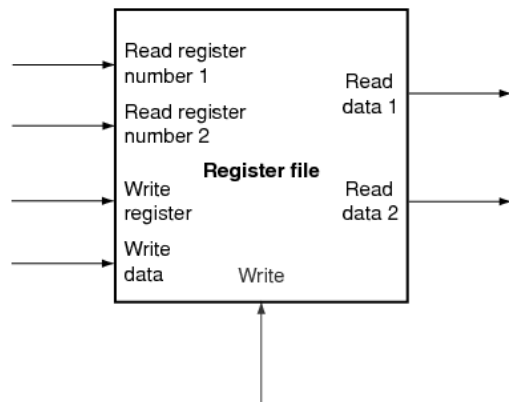 Read register
number 1
Read
data 1
Read register
number 2
Register file
Write
register
Read
data 2
Write
data
Write